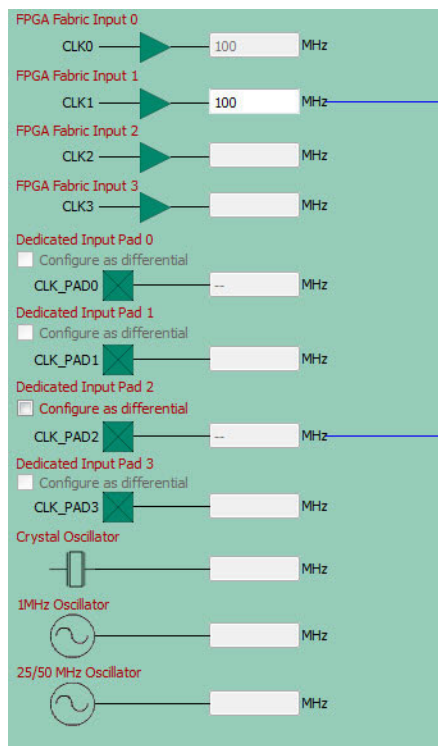 FPGA Fabric Input 0
CLK0 100 MHz
FPGA Fabric Input 1
CLK1 100 MHz
FPGA Fabric Input 2
CLK2 MHz
FPGA Fabric Input 3
CLK3 MHz
Dedicated Input Pad 0
Configure as differential
CLK_PAD0 -- MHz
Dedicated Input Pad 1
Configure as differential
CLK_PAD1 MHz
Dedicated Input Pad 2
Configure as differential
CLK_PAD2 -- MHz
Dedicated Input Pad 3
Configure as differential
CLK_PAD3 MHz
Crystal Oscillator
MHz
1MHz Oscillator
MHz
25/50 MHz Oscillator
MHz